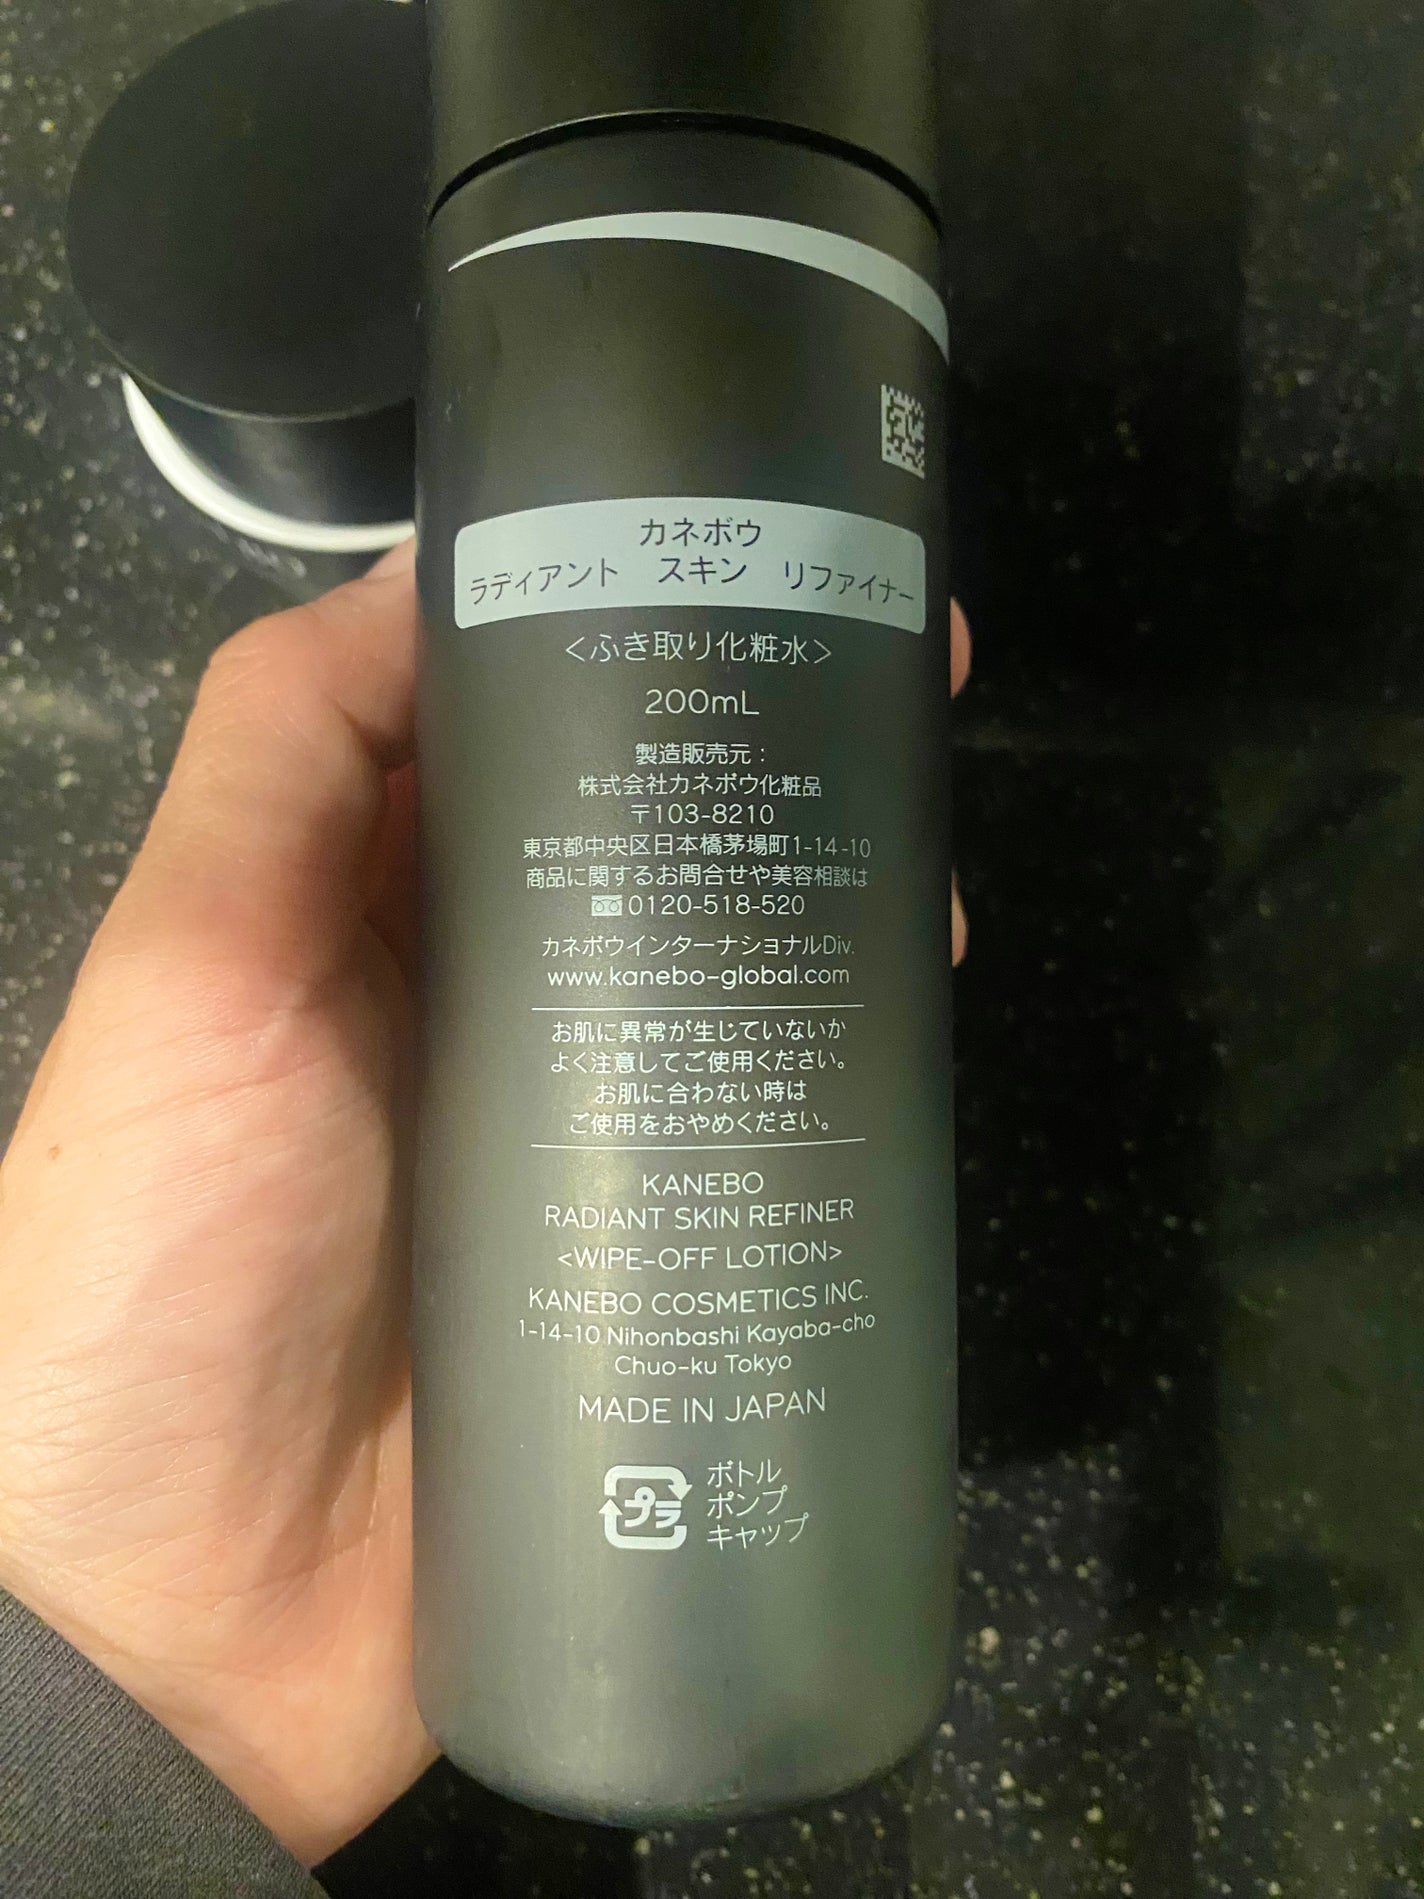 カネボウ
ラディアント スキン リファイナー
<ふき取り化粧水>
200mL
製造販売元：
株式会社カネボウ化粧品
〒103-8210
東京都中央区日本橋茅場町1-14-10
商品に関するお問合せや美容相談は
0120-518-520
カネボウインターナショナルDiv.
www.kanebo-global.com
お肌に異常が生じていないか
よく注意してご使用ください。
お肌に合わない時は
ご使用をおやめください。
KANEBO
RADIANT SKIN REFINER
<WIPE-OFF LOTION>
KANEBO COSMETICS INC.
1-14-10 Nihonbashi Kayaba-cho
Chuo-ku Tokyo
MADE IN JAPAN
プラ
ボトル
ポンプ
キャップ